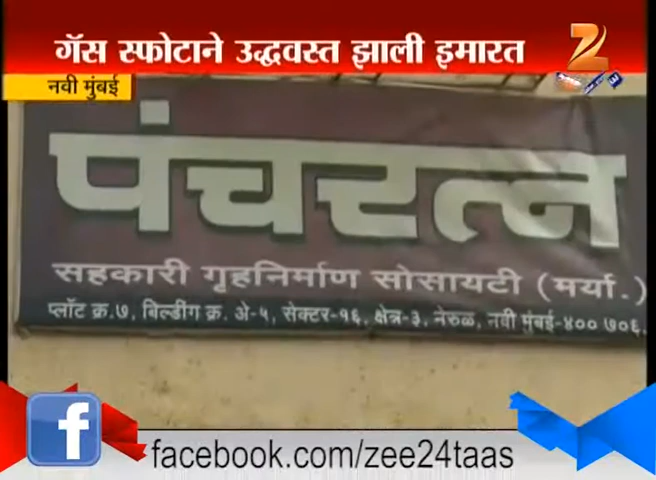 गॅस स्फोटाने उद्धवस्त झाली इमारत
नवी मुंबई
पंचरत्न
सहकारी गृहनिर्माण सोसायटी (मर्या.)
प्लॉट क्र.७, बिल्डींग क्र. अे-५, सेक्टर-१६, क्षेत्र-३, नेरुळ, नवी मुंबई-४०० ७०६.
facebook.com/zee24taas